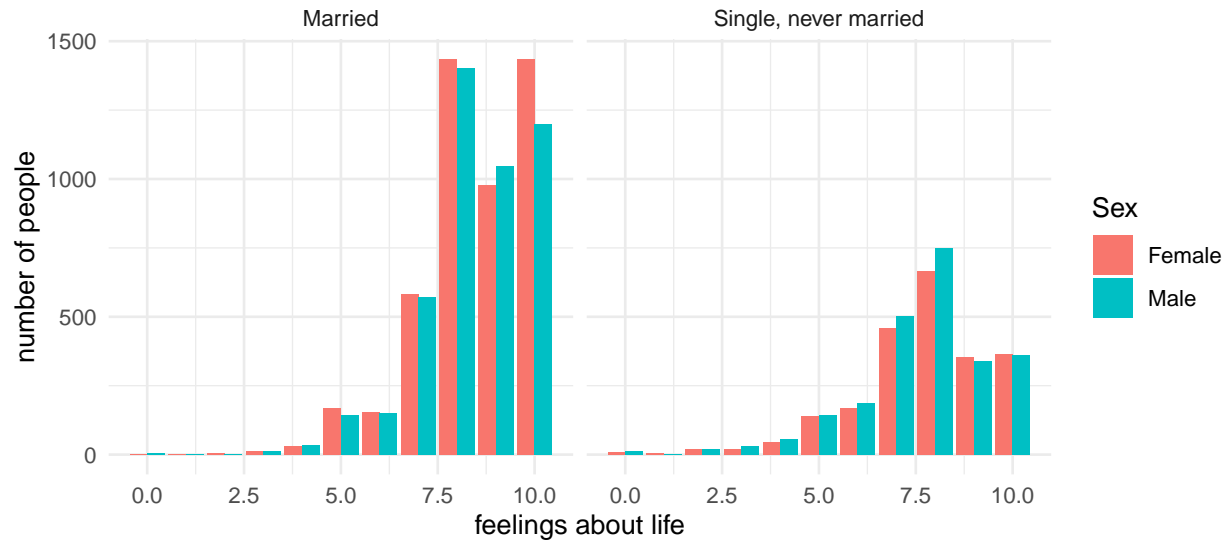 Married
Single, never married
1500
1000
500
0
number of people
0.0 2.5 5.0 7.5 10.0
0.0 2.5 5.0 7.5 10.0
feelings about life
Sex
Female
Male